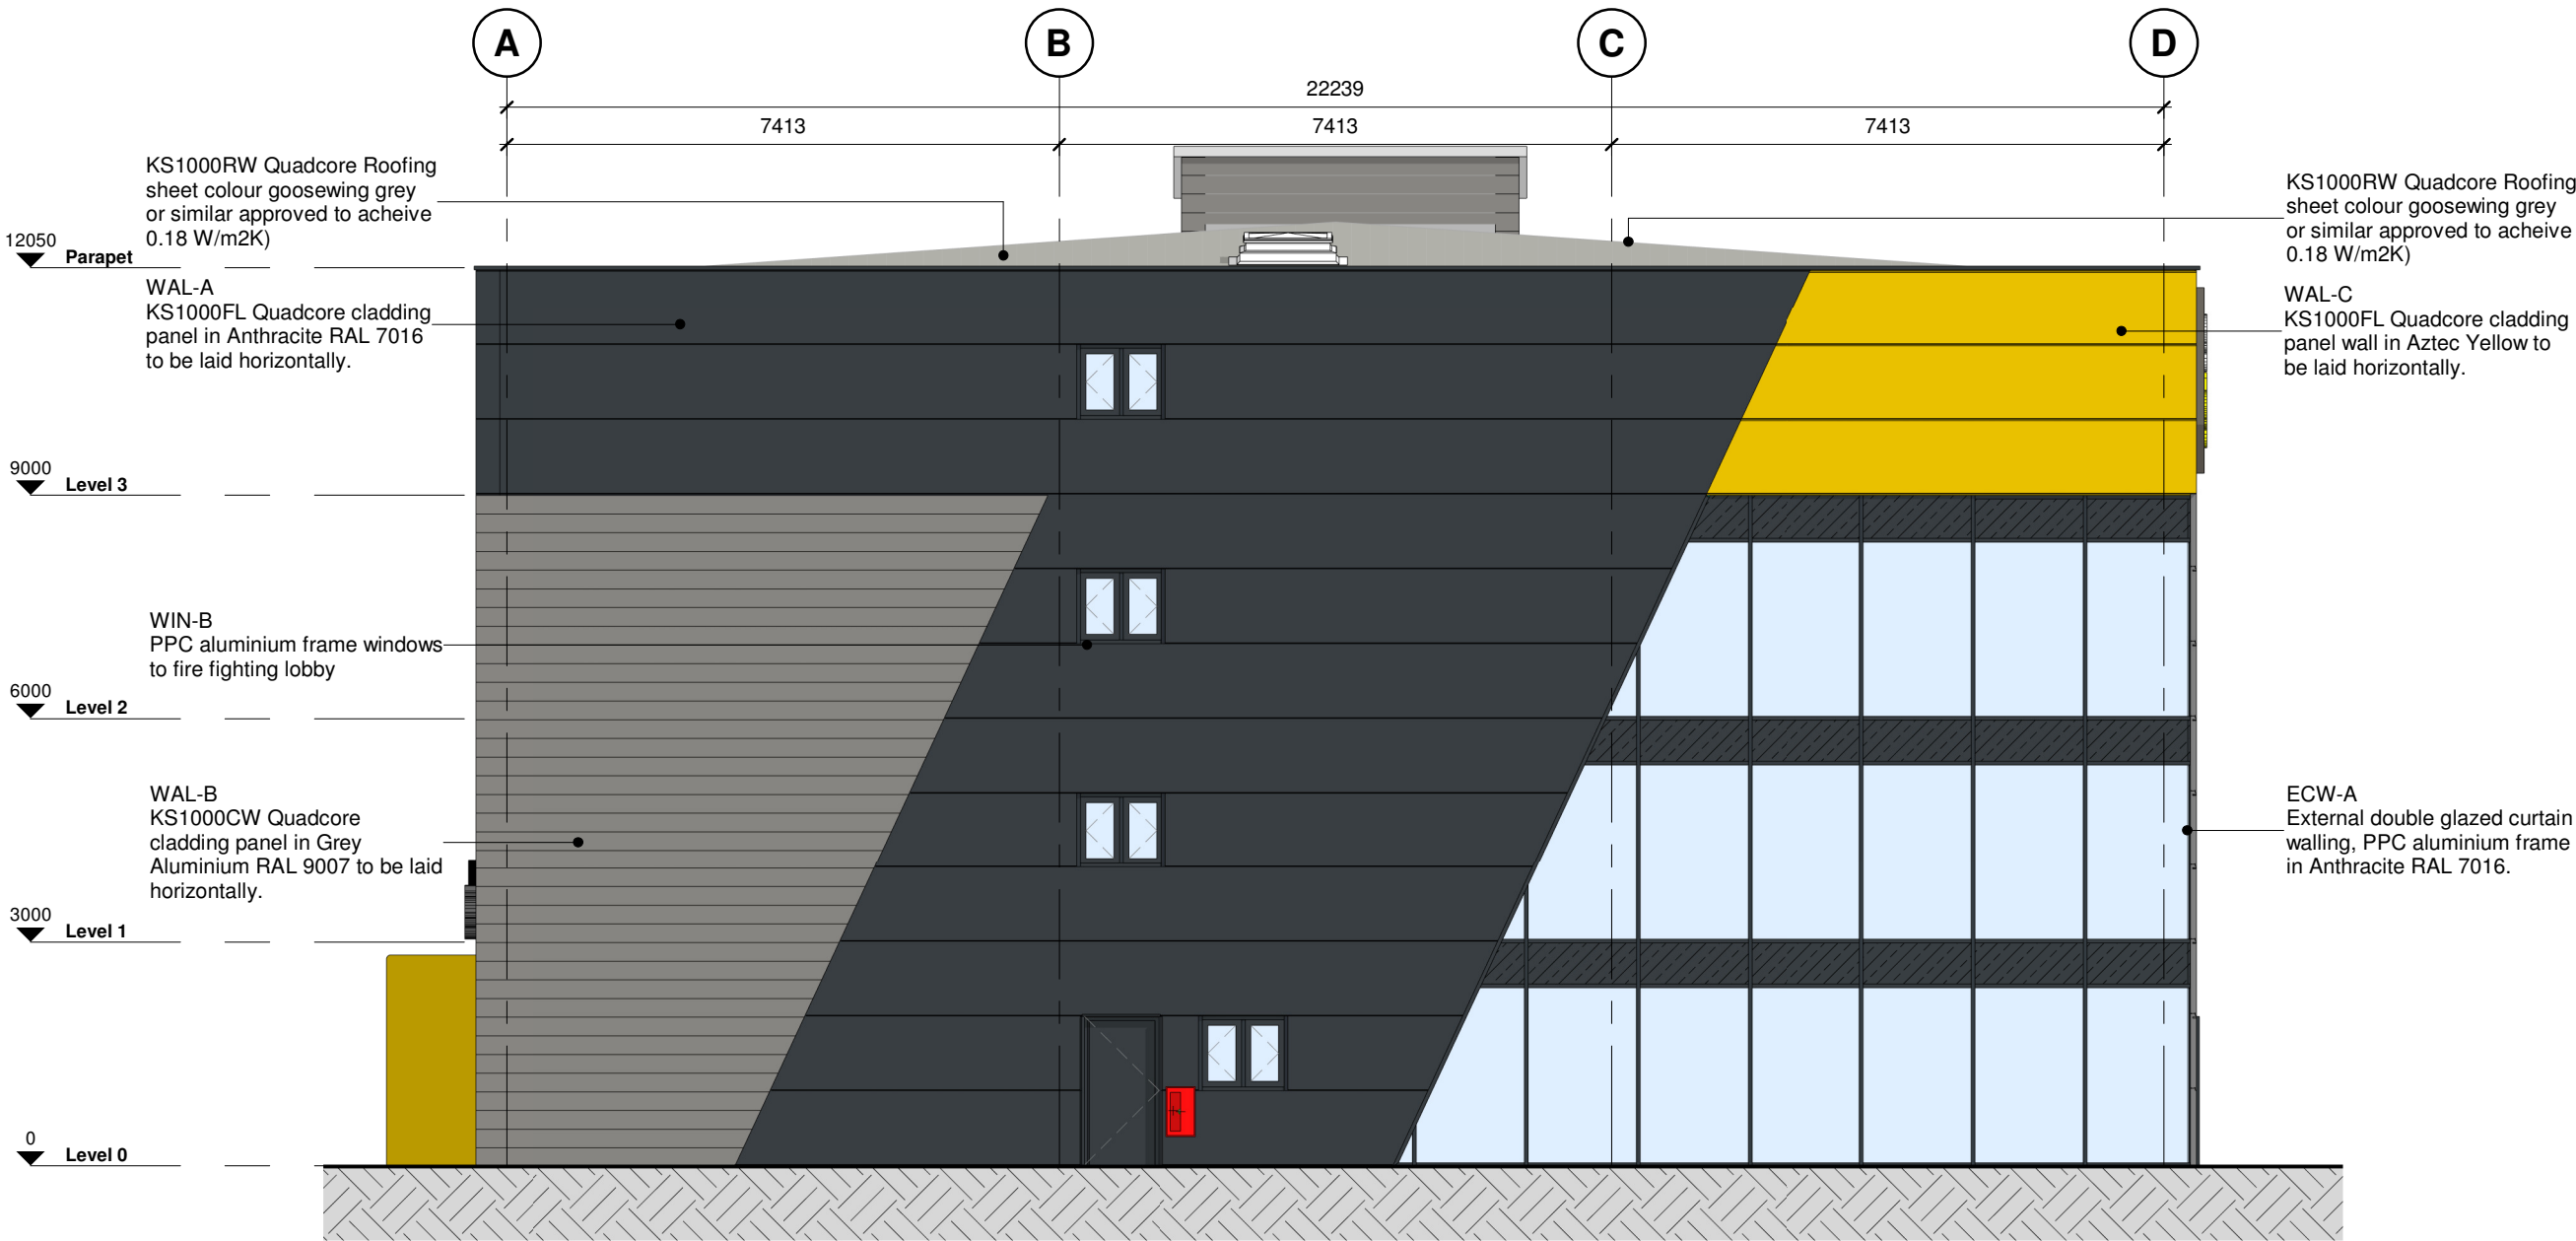 A
B
C
D
22239
7413
7413
7413
KS1000RW Quadcore Roofing
sheet colour goosewing grey
or similar approved to acheive
0.18 W/m2K)
KS1000RW Quadcore Roofing
sheet colour goosewing grey
or similar approved to acheive
0.18 W/m2K)
12050
Parapet
WAL-A
KS1000FL Quadcore cladding
panel in Anthracite RAL 7016
to be laid horizontally.
WAL-C
KS1000FL Quadcore cladding
panel wall in Aztec Yellow to
be laid horizontally.
9000
Level 3
WIN-B
PPC aluminium frame windows
to fire fighting lobby
6000
Level 2
WAL-B
KS1000CW Quadcore
cladding panel in Grey
Aluminium RAL 9007 to be laid
horizontally.
ECW-A
External double glazed curtain
walling, PPC aluminium frame
in Anthracite RAL 7016.
3000
Level 1
0
Level 0